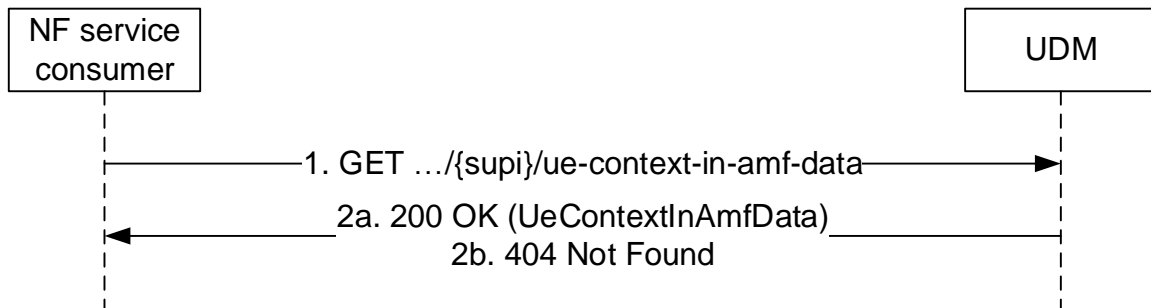 NF service
consumer
UDM
1. GET …/{supi}/ue-context-in-amf-data
2a. 200 OK (UeContextInAmfData)
2b. 404 Not Found